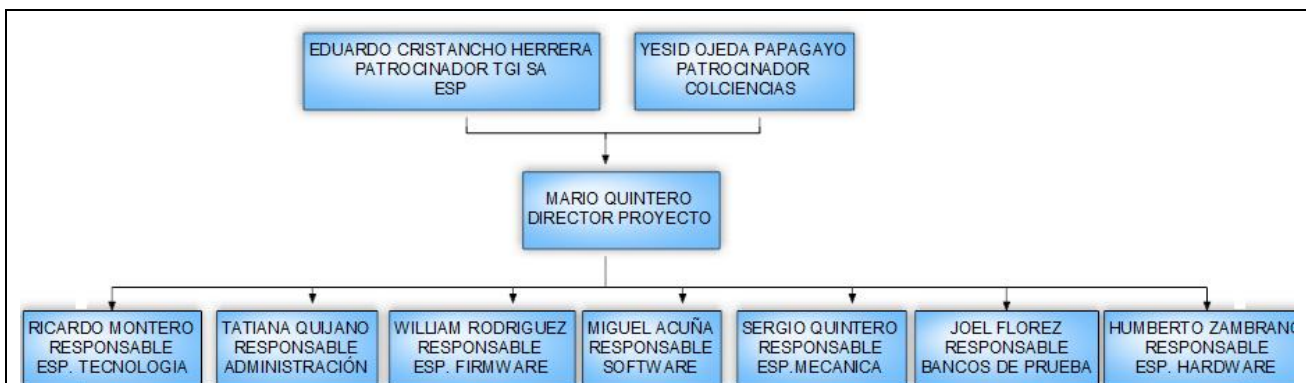 EDUARDO CRISTANCHO HERRERA
PATROCINADOR TGI SA
ESP
YESID OJEDA PAPAGAYO
PATROCINADOR
COLCIENCIAS
MARIO QUINTERO
DIRECTOR PROYECTO
RICARDO MONTERO
RESPONSABLE
ESP. TECNOLOGIA
TATIANA QUIJANO
RESPONSABLE
ADMINISTRACIÓN
WILLIAM RODRIGUEZ
RESPONSABLE
ESP. FIRMWARE
MIGUEL ACUÑA
RESPONSABLE
SOFTWARE
SERGIO QUINTERO
RESPONSABLE
ESP.MECANICA
JOEL FLOREZ
RESPONSABLE
BANCOS DE PRUEBA
HUMBERTO ZAMBRANO
RESPONSABLE
ESP. HARDWARE